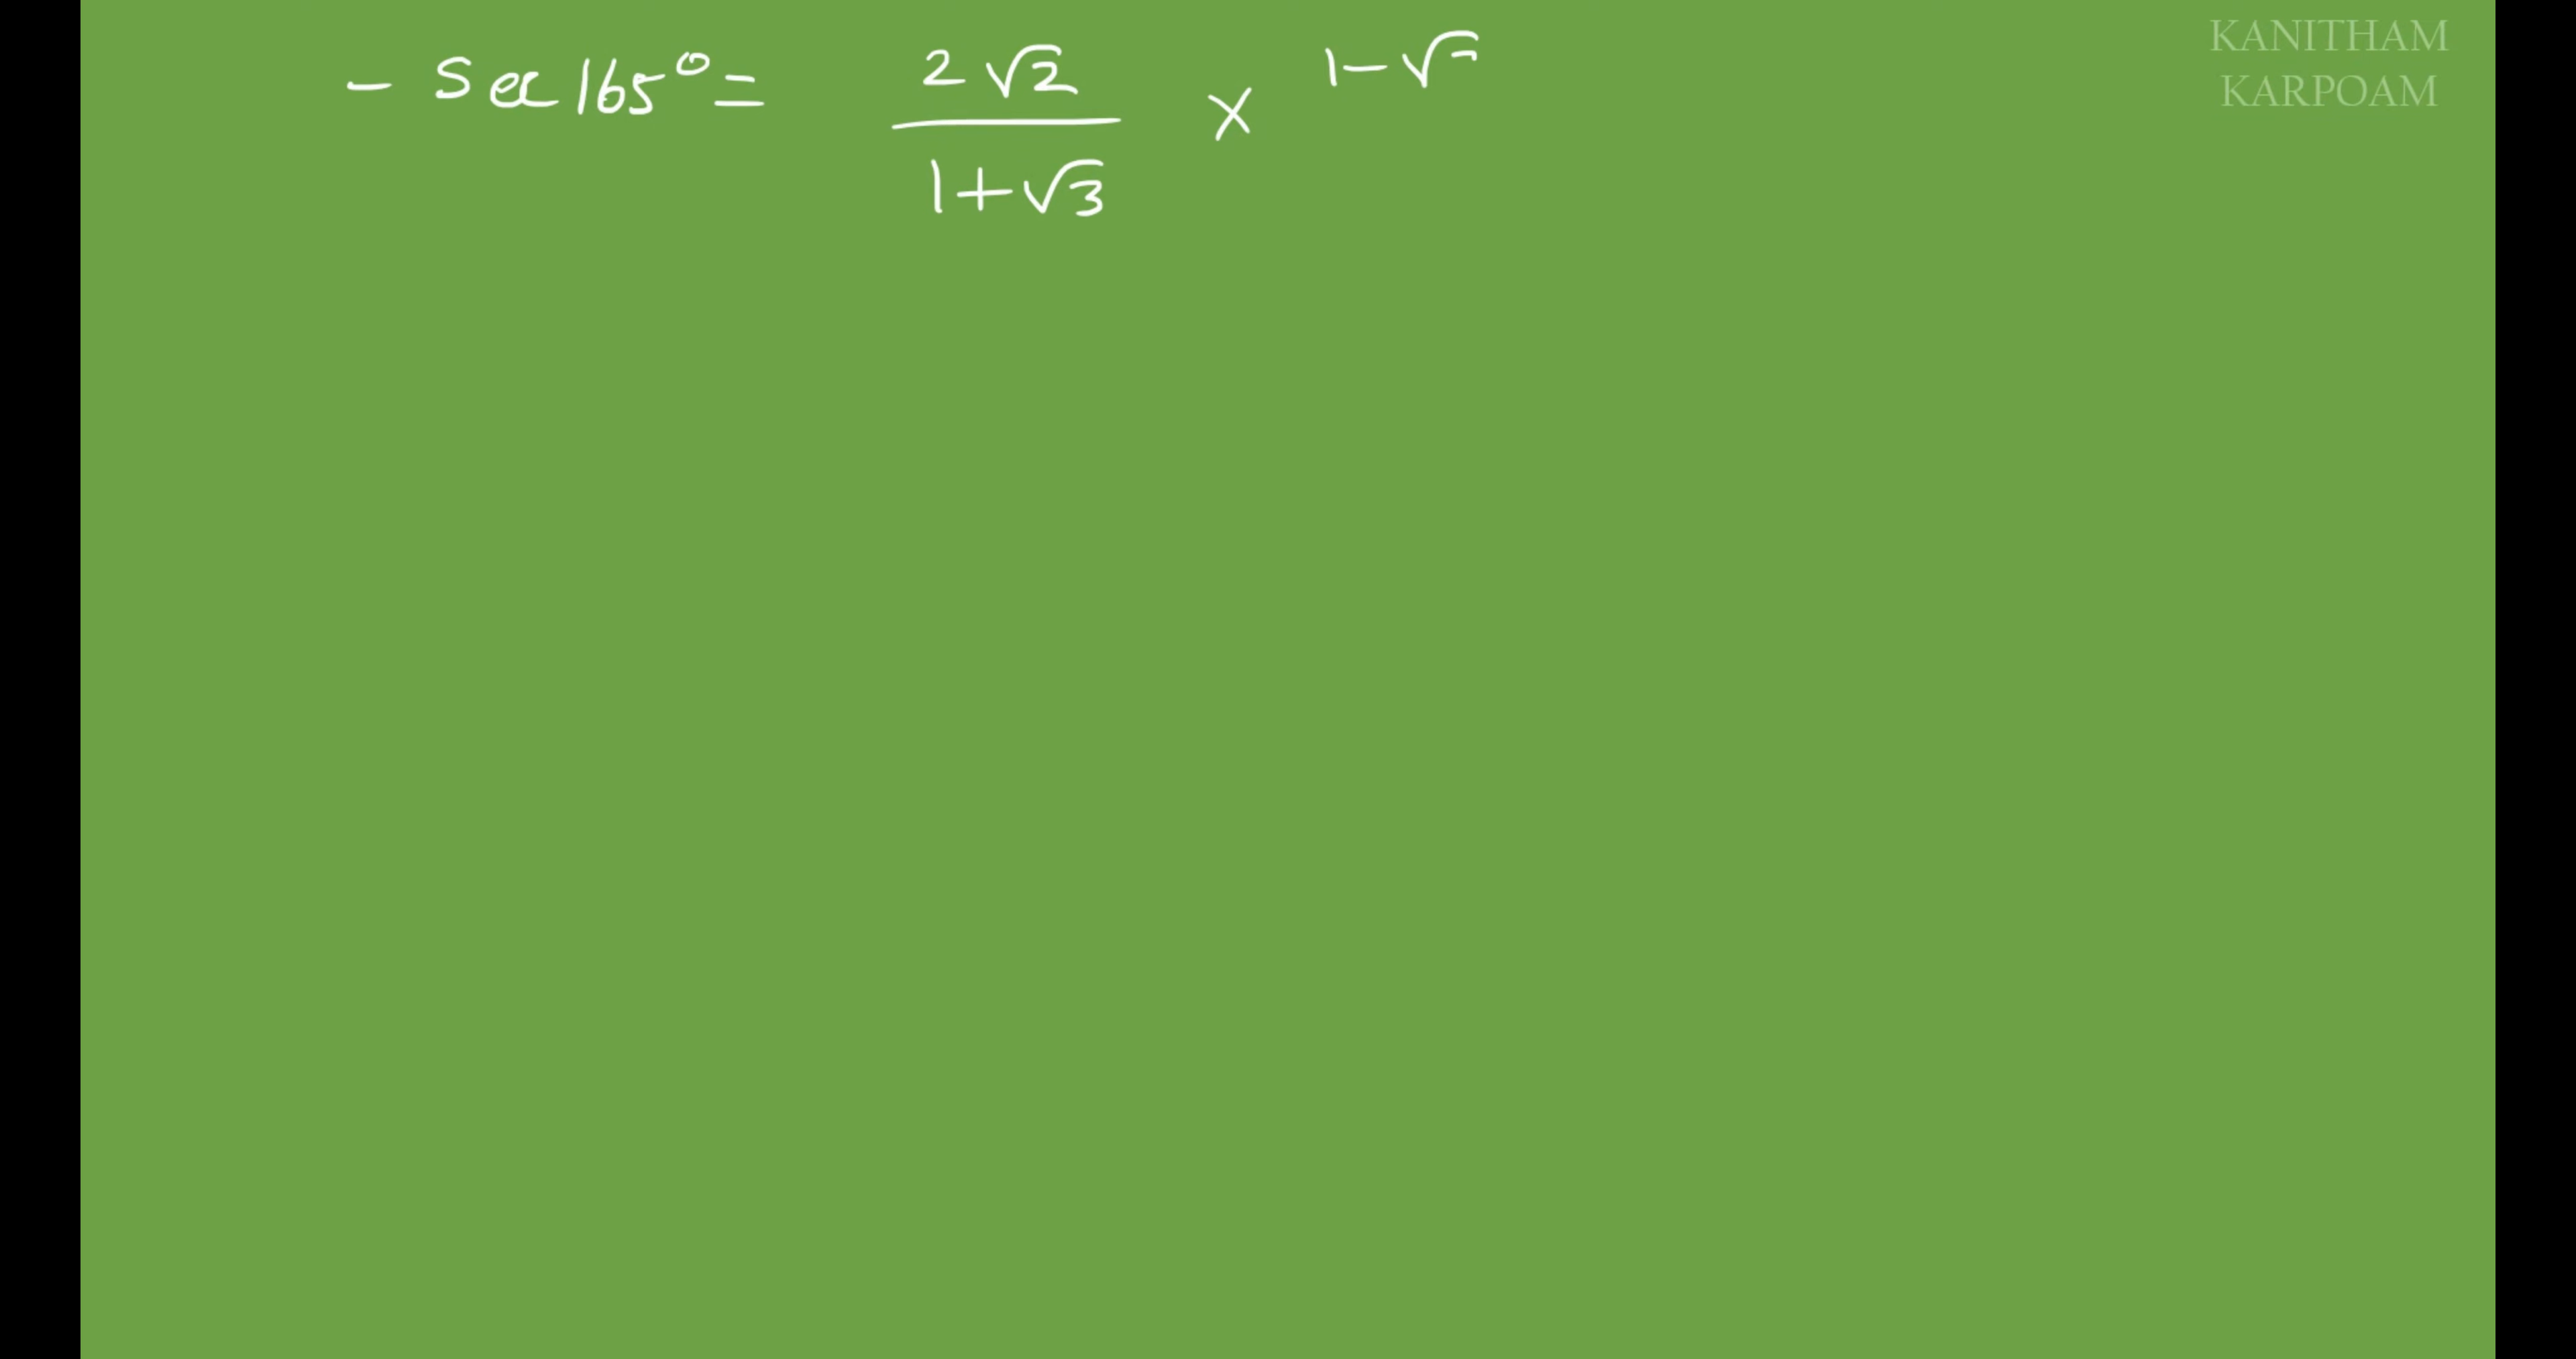 - Sec 165° = 2√2 / 1+√3 × 1-√
KANITHAM
KARPOAM